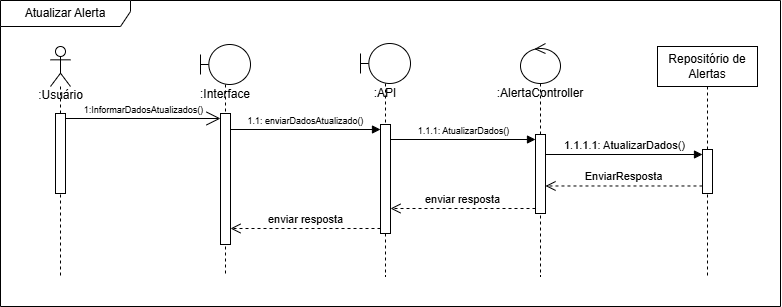 Atualizar Alerta
:Usuário
:Interface
:API
:AlertaController
Repositório de
Alertas
1:InformarDadosAtualizados()
1.1: enviarDadosAtualizado()
1.1.1: AtualizarDados()
1.1.1.1: AtualizarDados()
EnviarResposta
enviar resposta
enviar resposta